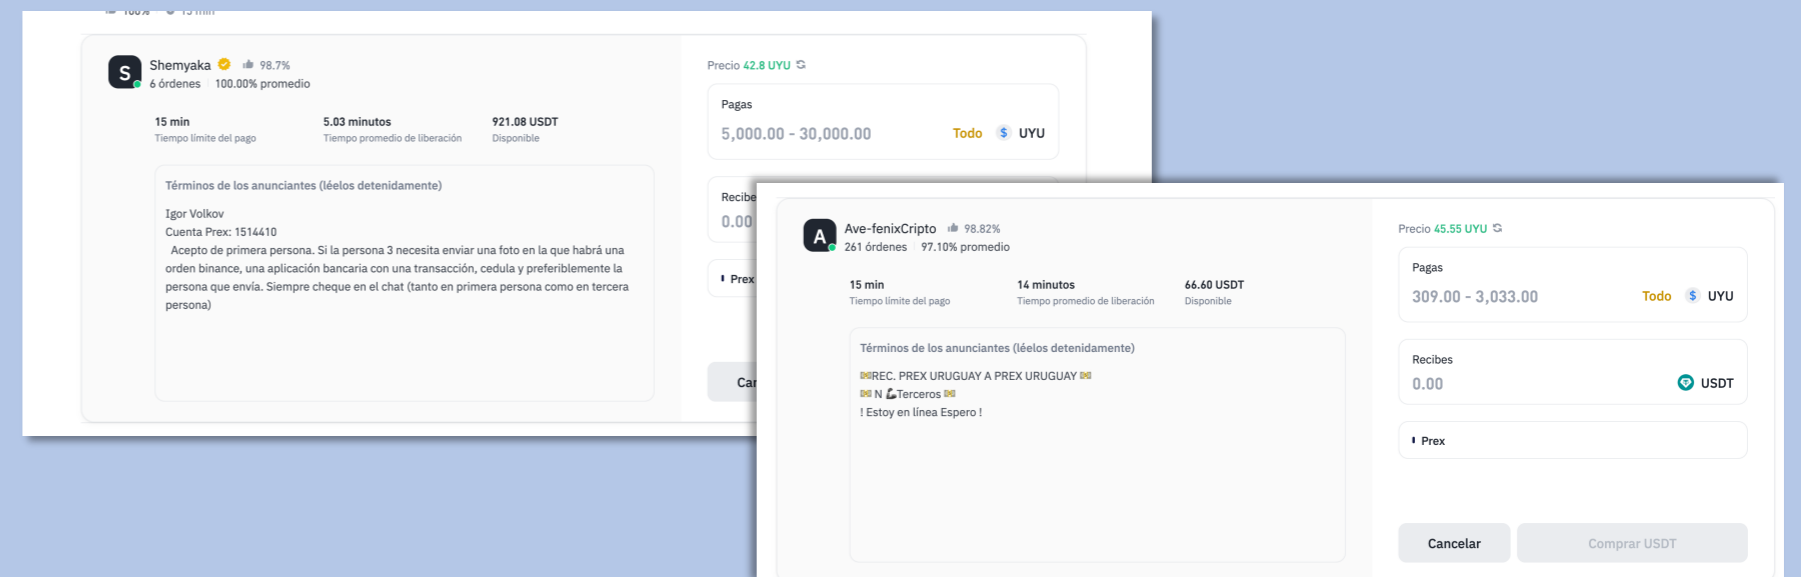 100% 15 min
S
Shemyaka 98.7%
6 órdenes 100.00% promedio
15 min
Tiempo límite del pago
5.03 minutos
Tiempo promedio de liberación
921.08 USDT
Disponible
Términos de los anunciantes (léelos detenidamente)
Igor Volkov
Cuenta Prex: 1514410
Acepto de primera persona. Si la persona 3 necesita enviar una foto en la que habrá una
orden binance, una aplicación bancaria con una transacción, cedula y preferiblemente la
persona que envía. Siempre cheque en el chat (tanto en primera persona como en tercera
persona)
Precio 42.8 UYU
Pagas
5,000.00 - 30,000.00 Todo $ UYU
Recibe
0.00
Prex
Car
A
Ave-fenixCripto 98.82%
261 órdenes 97.10% promedio
15 min
Tiempo límite del pago
14 minutos
Tiempo promedio de liberación
66.60 USDT
Disponible
Términos de los anunciantes (léelos detenidamente)
REC. PREX URUGUAY A PREX URUGUAY
N 💪Terceros
! Estoy en línea Espero !
Precio 45.55 UYU
Pagas
309.00 - 3,033.00 Todo $ UYU
Recibes
0.00 USDT
Prex
Cancelar Comprar USDT